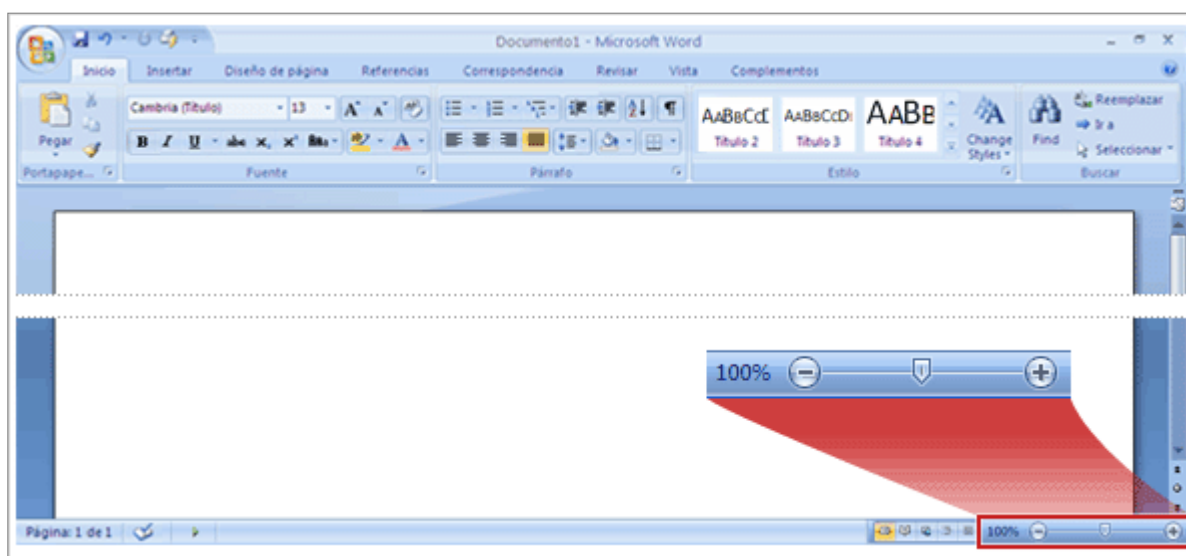 Documento1 - Microsoft Word
Inicio Insertar Diseño de página Referencias Correspondencia Revisar Vista Complementos
Pegar
Cambria (Título) 13
AaBbCcD AaBbCcDi AaBb
Título 2 Título 3 Título 4
Change Styles
Find
Reemplazar
Ir a
Seleccionar
Portapape... Fuente Párrafo Estilo Buscar
100%
Página: 1 de 1
100%